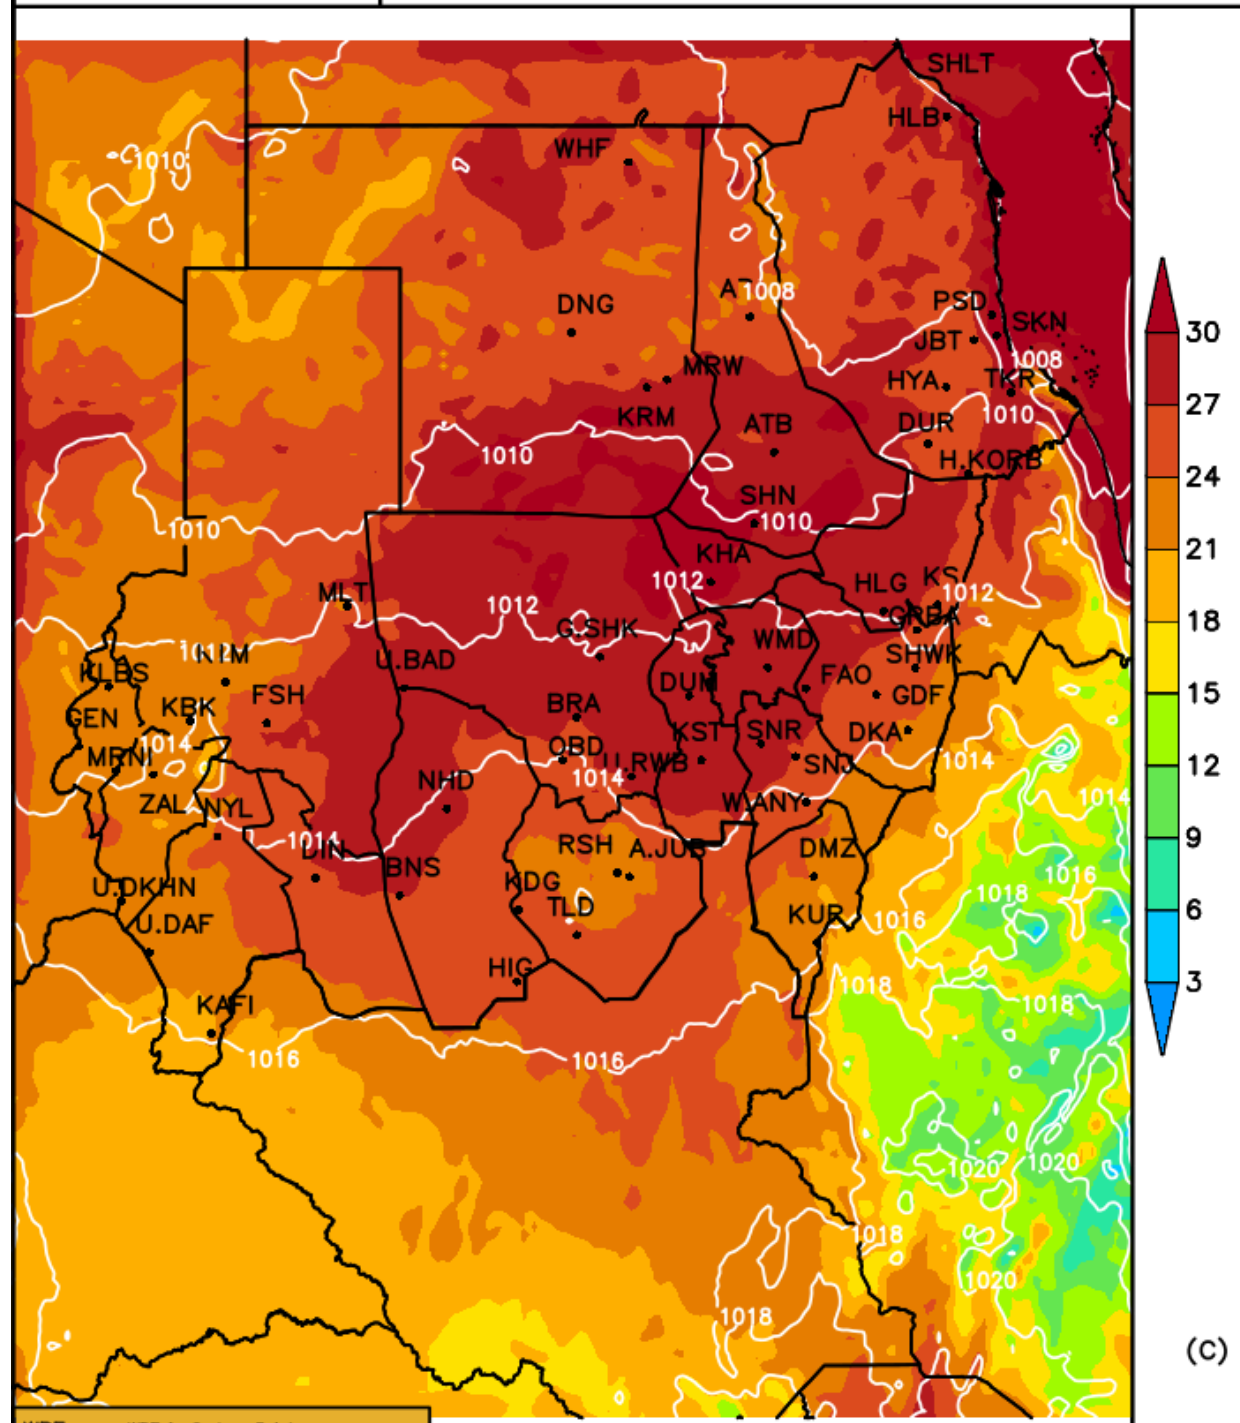 SHLT
HLB
WHF
1010
A 1008
PSD
SKN
DNG
JBT
1008
MRW
HYA
TKR
KRM
1010
ATB
DUR
1010
H.KORB
SHN
1010
1010
KHA
1012
HLG
KS
1012
MLT
1012
GRBA
G.SHK
WMD
SHWK
KLBS
U.BAD
FAO
GDF
FSH
DUM
GEN
KBK
BRA
KST
SNR
DKA
1014
OBD
U.RWB
SNJ
1014
MRNI
1014
NHD
W.ANY
1014
ZALA
NYL
1014
DIN
RSH
A.JUB
DMZ
BNS
1016
U.DKHN
KDG
TLD
1018
KUR
1016
U.DAF
HIG
1018
1018
KAFI
1016
1016
1020
1020
1018
1020
1018
30
27
24
21
18
15
12
9
6
3
(C)